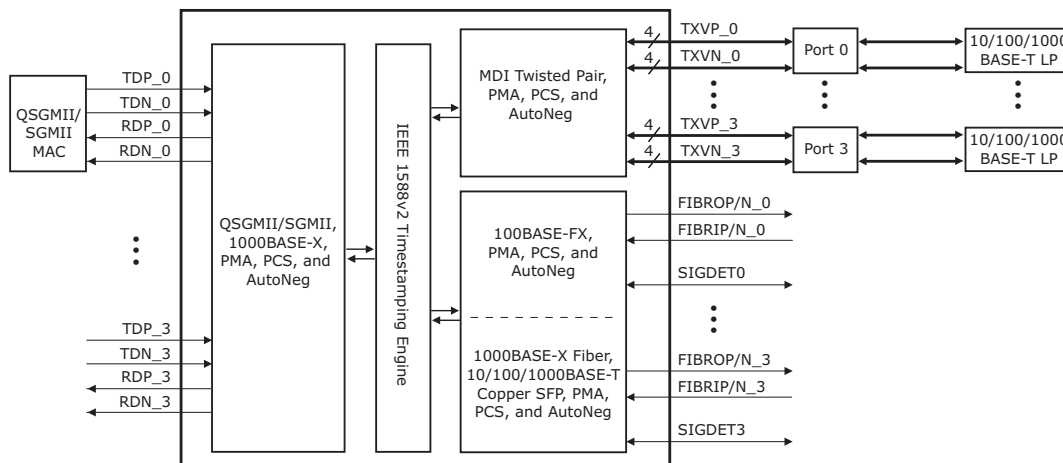 QSGMII/
SGMII
MAC
TDP_0
TDN_0
RDP_0
RDN_0
TDP_3
TDN_3
RDP_3
RDN_3
QSGMII/SGMII,
1000BASE-X,
PMA, PCS, and
AutoNeg
IEEE 1588v2 Timestamping Engine
MDI Twisted Pair,
PMA, PCS, and
AutoNeg
100BASE-FX,
PMA, PCS, and
AutoNeg
1000BASE-X Fiber,
10/100/1000BASE-T
Copper SFP, PMA,
PCS, and AutoNeg
4 TXVP_0
4 TXVN_0
4 TXVP_3
4 TXVN_3
Port 0
Port 3
10/100/1000
BASE-T LP
10/100/1000
BASE-T LP
FIBROP/N_0
FIBRIP/N_0
SIGDET0
FIBROP/N_3
FIBRIP/N_3
SIGDET3